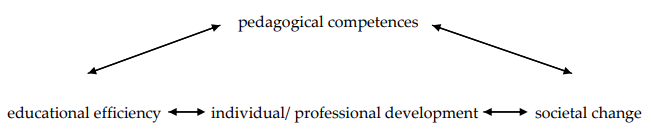 pedagogical competences
educational efficiency individual/ professional development societal change